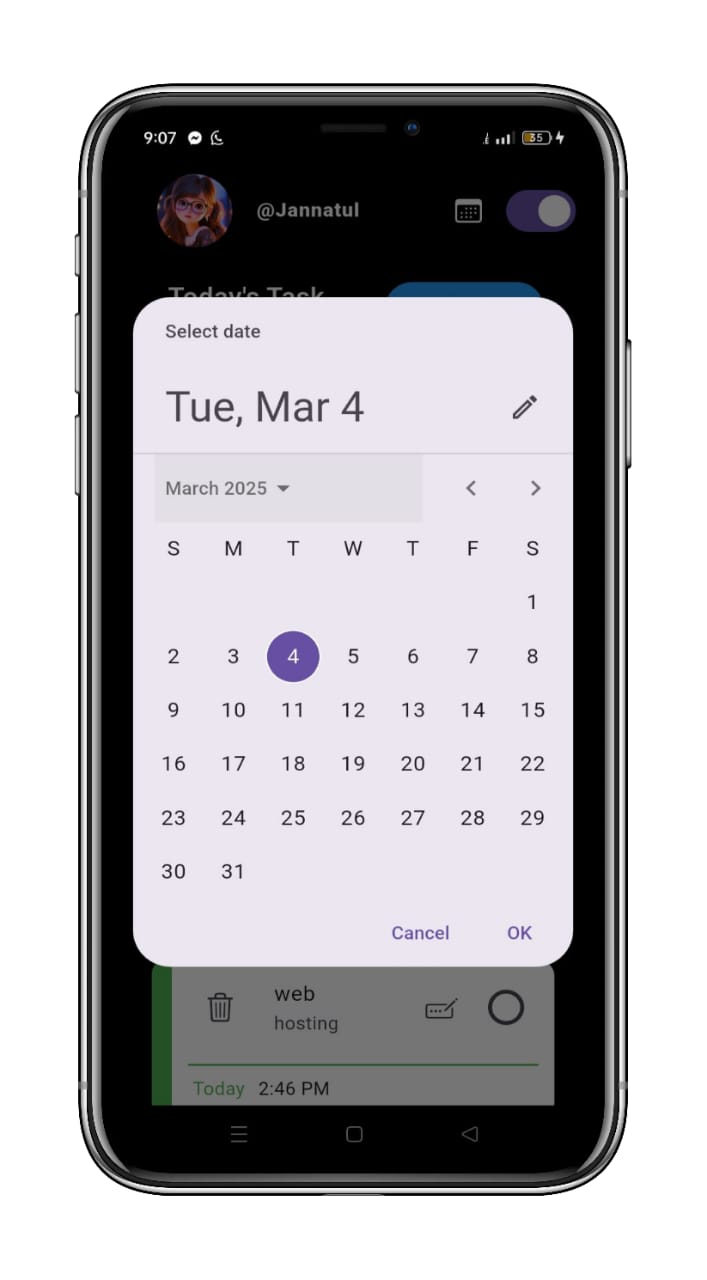 9:07 35
@Jannatul
Today's Task
Select date
Tue, Mar 4
March 2025
S M T W T F S
1
2 3 4 5 6 7 8
9 10 11 12 13 14 15
16 17 18 19 20 21 22
23 24 25 26 27 28 29
30 31
Cancel OK
web
hosting
Today 2:46 PM